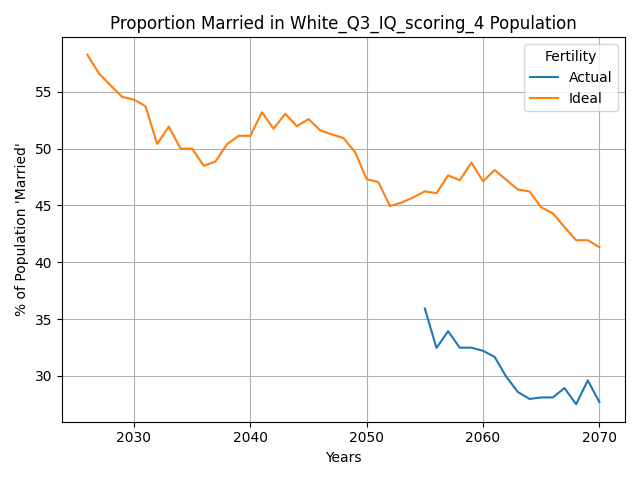 Proportion Married in White_Q3_IQ_scoring_4 Population
Fertility
Actual
Ideal
% of Population 'Married'
55
50
45
40
35
30
2030
2040
2050
2060
2070
Years